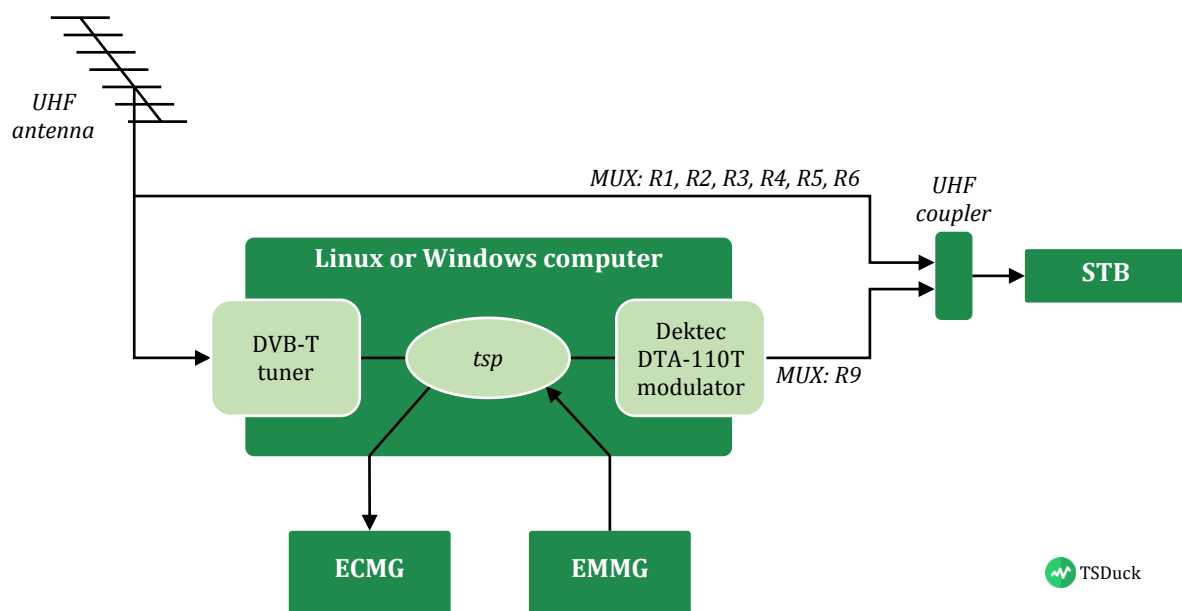 UHF
antenna
MUX: R1, R2, R3, R4, R5, R6
UHF
coupler
Linux or Windows computer
STB
DVB-T
tuner
tsp
Dektec
DTA-110T
modulator
MUX: R9
ECMG
EMMG
TSDuck